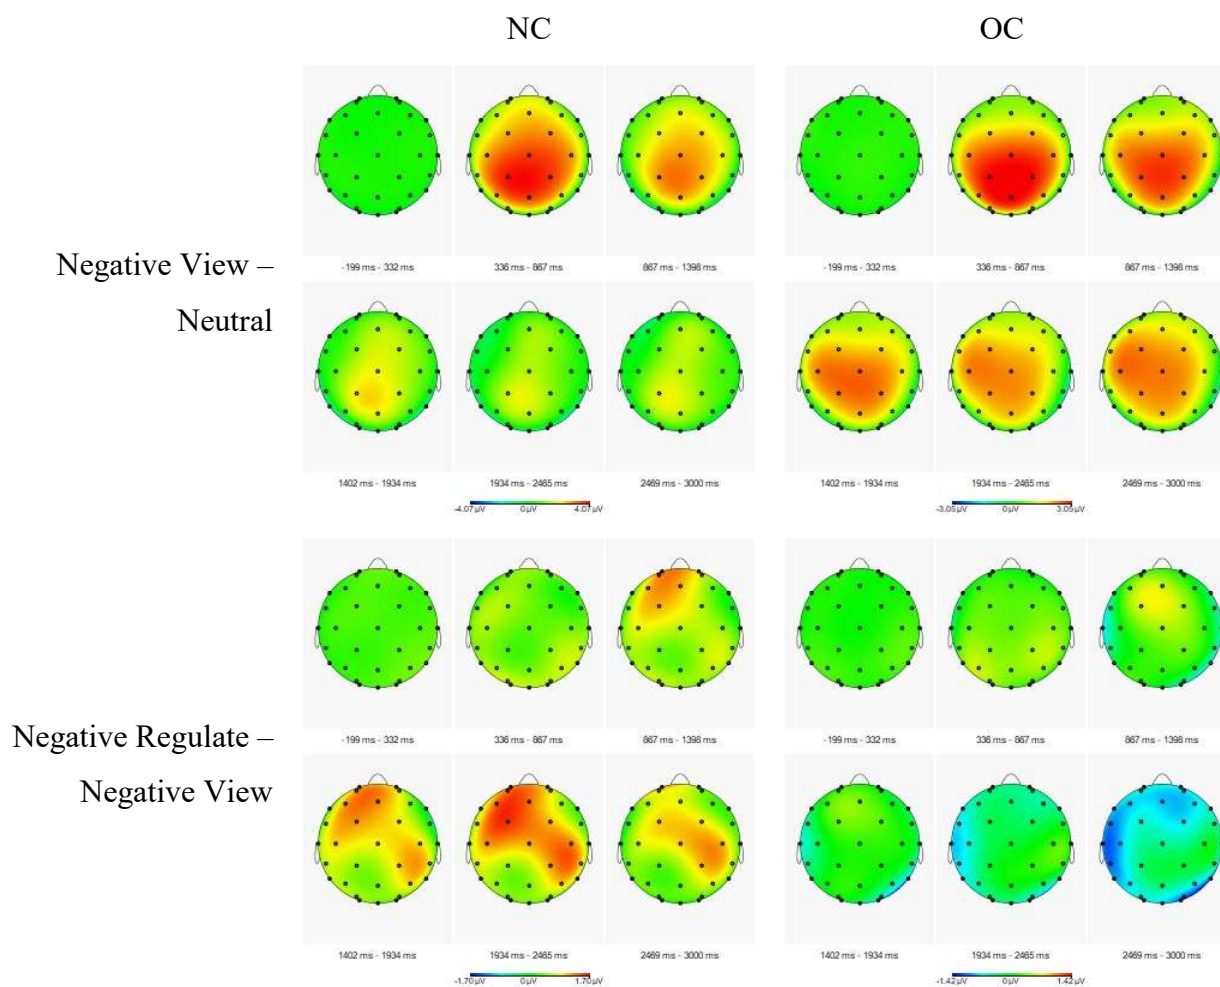 NC OC
-199 ms - 332 ms 336 ms - 867 ms 867 ms - 1398 ms -199 ms - 332 ms 336 ms - 867 ms 867 ms - 1398 ms
Negative View –
Neutral
1402 ms - 1934 ms 1934 ms - 2465 ms 2469 ms - 3000 ms 1402 ms - 1934 ms 1934 ms - 2465 ms 2469 ms - 3000 ms
-4.07 µV 0 µV 4.07 µV -3.05 µV 0 µV 3.05 µV
-199 ms - 332 ms 336 ms - 867 ms 867 ms - 1398 ms -199 ms - 332 ms 336 ms - 867 ms 867 ms - 1398 ms
Negative Regulate –
Negative View
1402 ms - 1934 ms 1934 ms - 2465 ms 2469 ms - 3000 ms 1402 ms - 1934 ms 1934 ms - 2465 ms 2469 ms - 3000 ms
-1.70 µV 0 µV 1.70 µV -1.42 µV 0 µV 1.42 µV